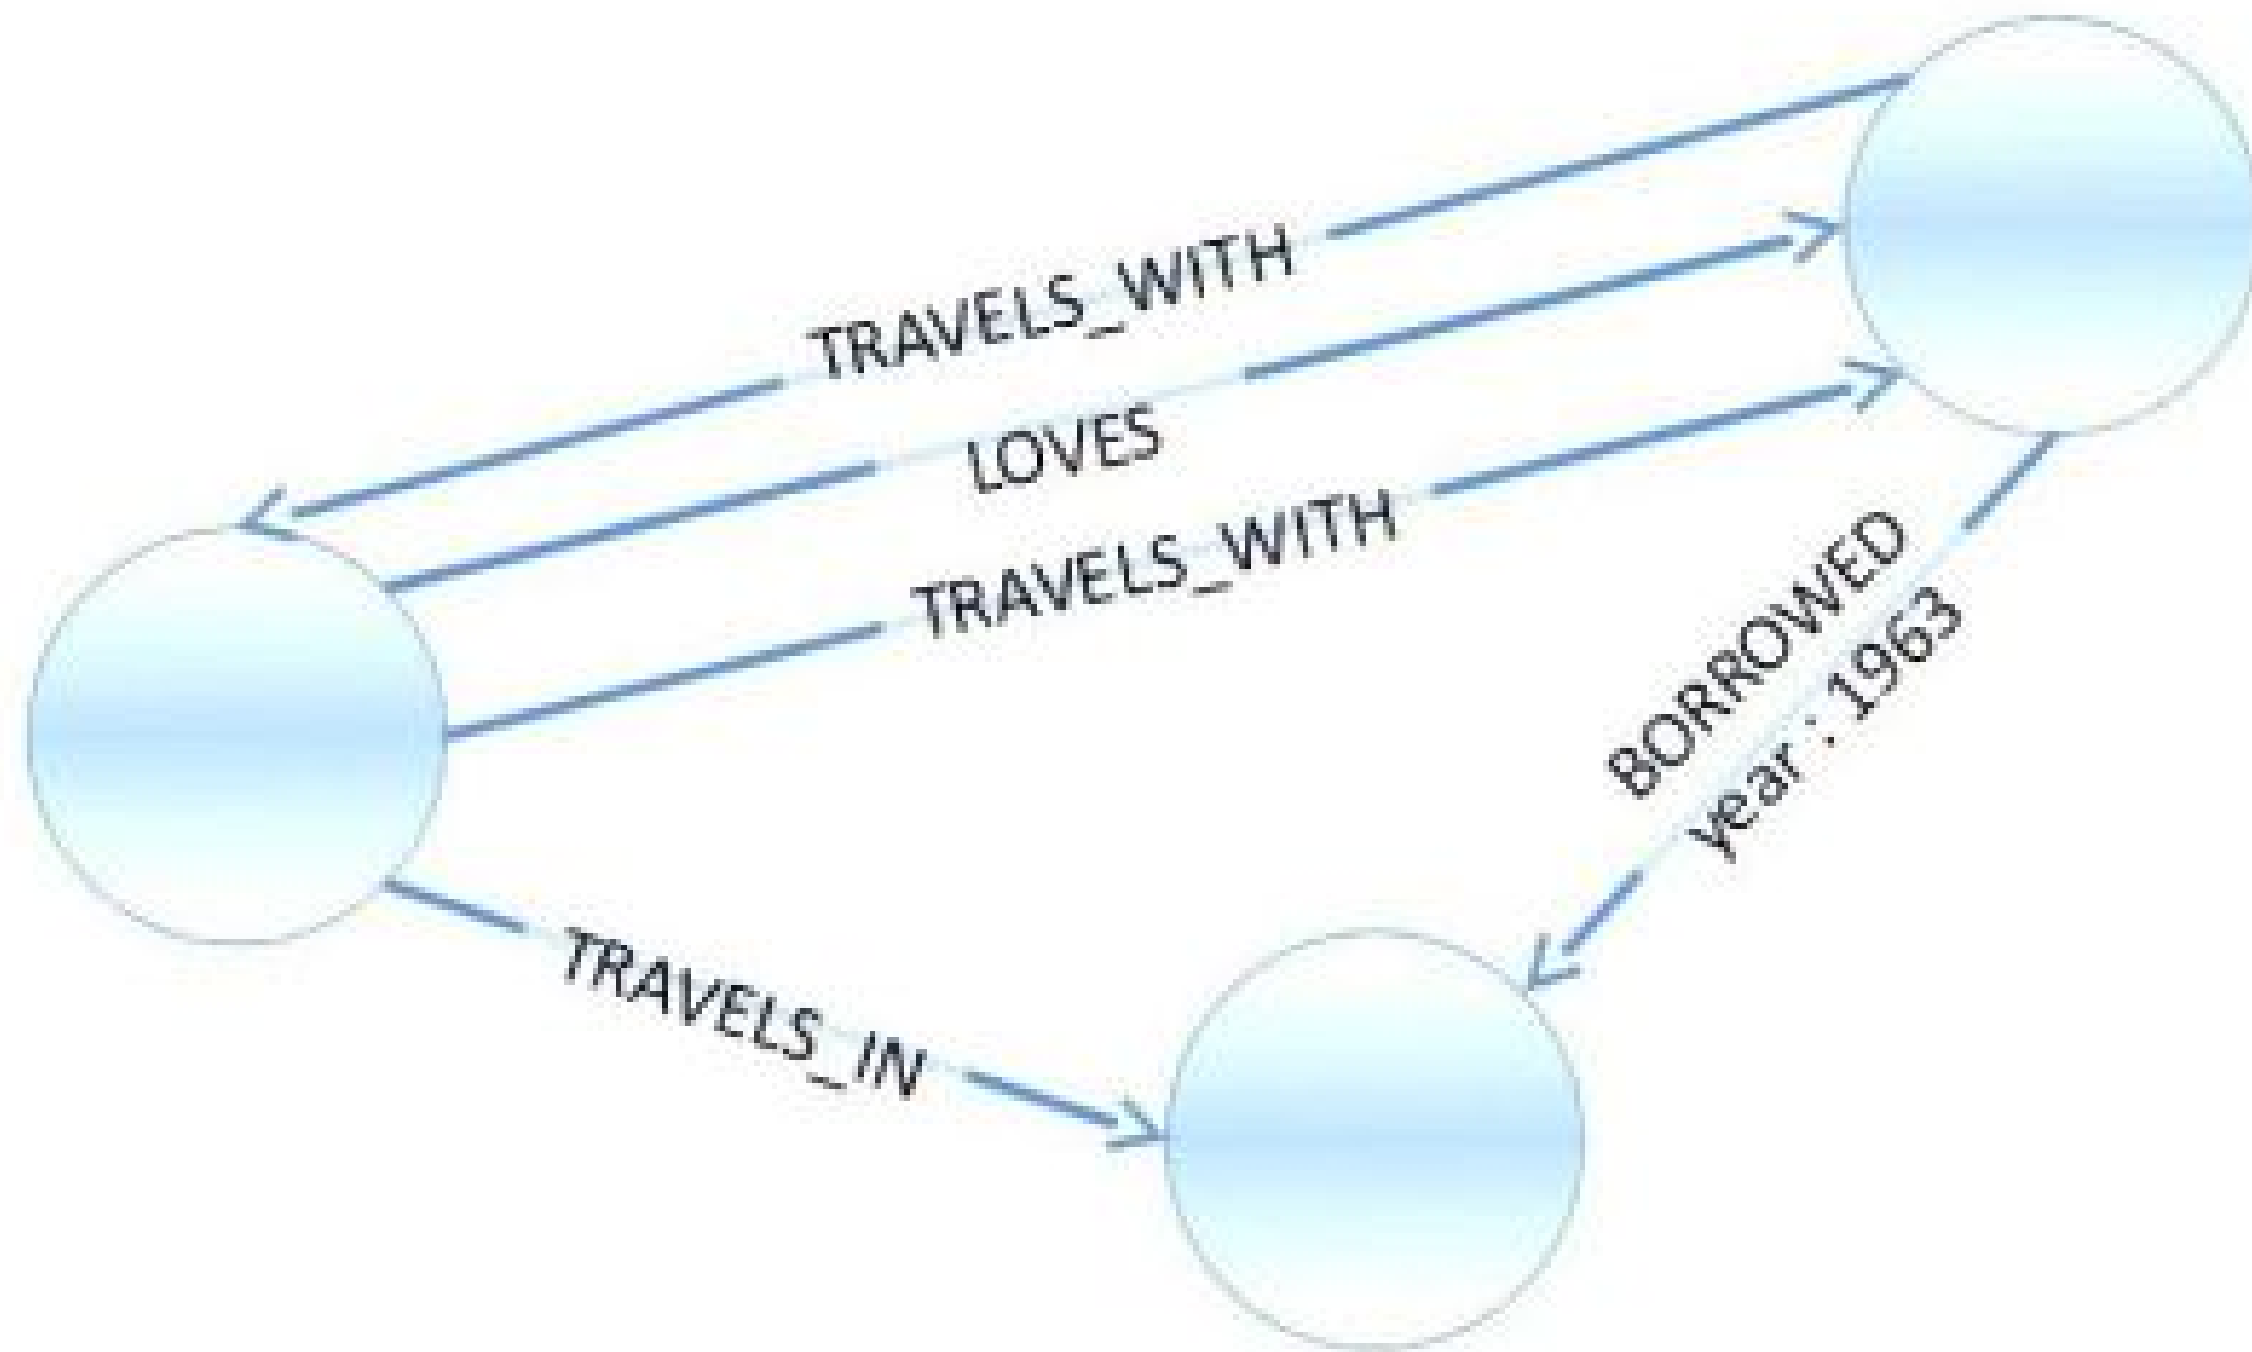 TRAVELS_WITH
LOVES
TRAVELS_WITH
BORROWED
year : 1963
TRAVELS_IN